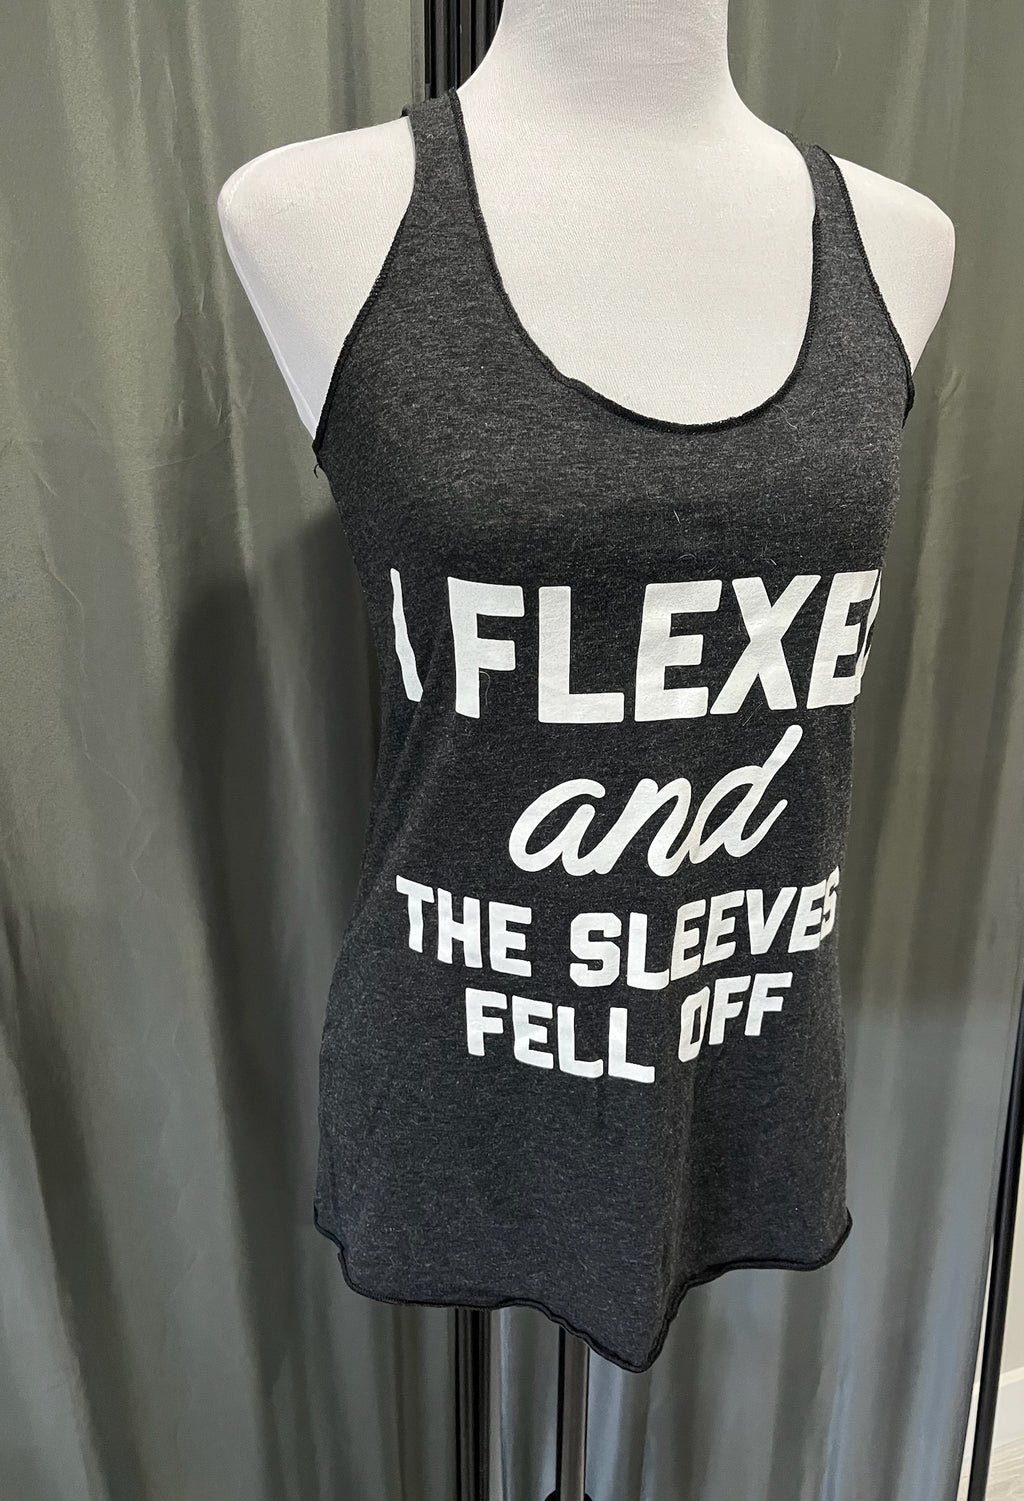 I FLEXED
and
THE SLEEVES
FELL OFF